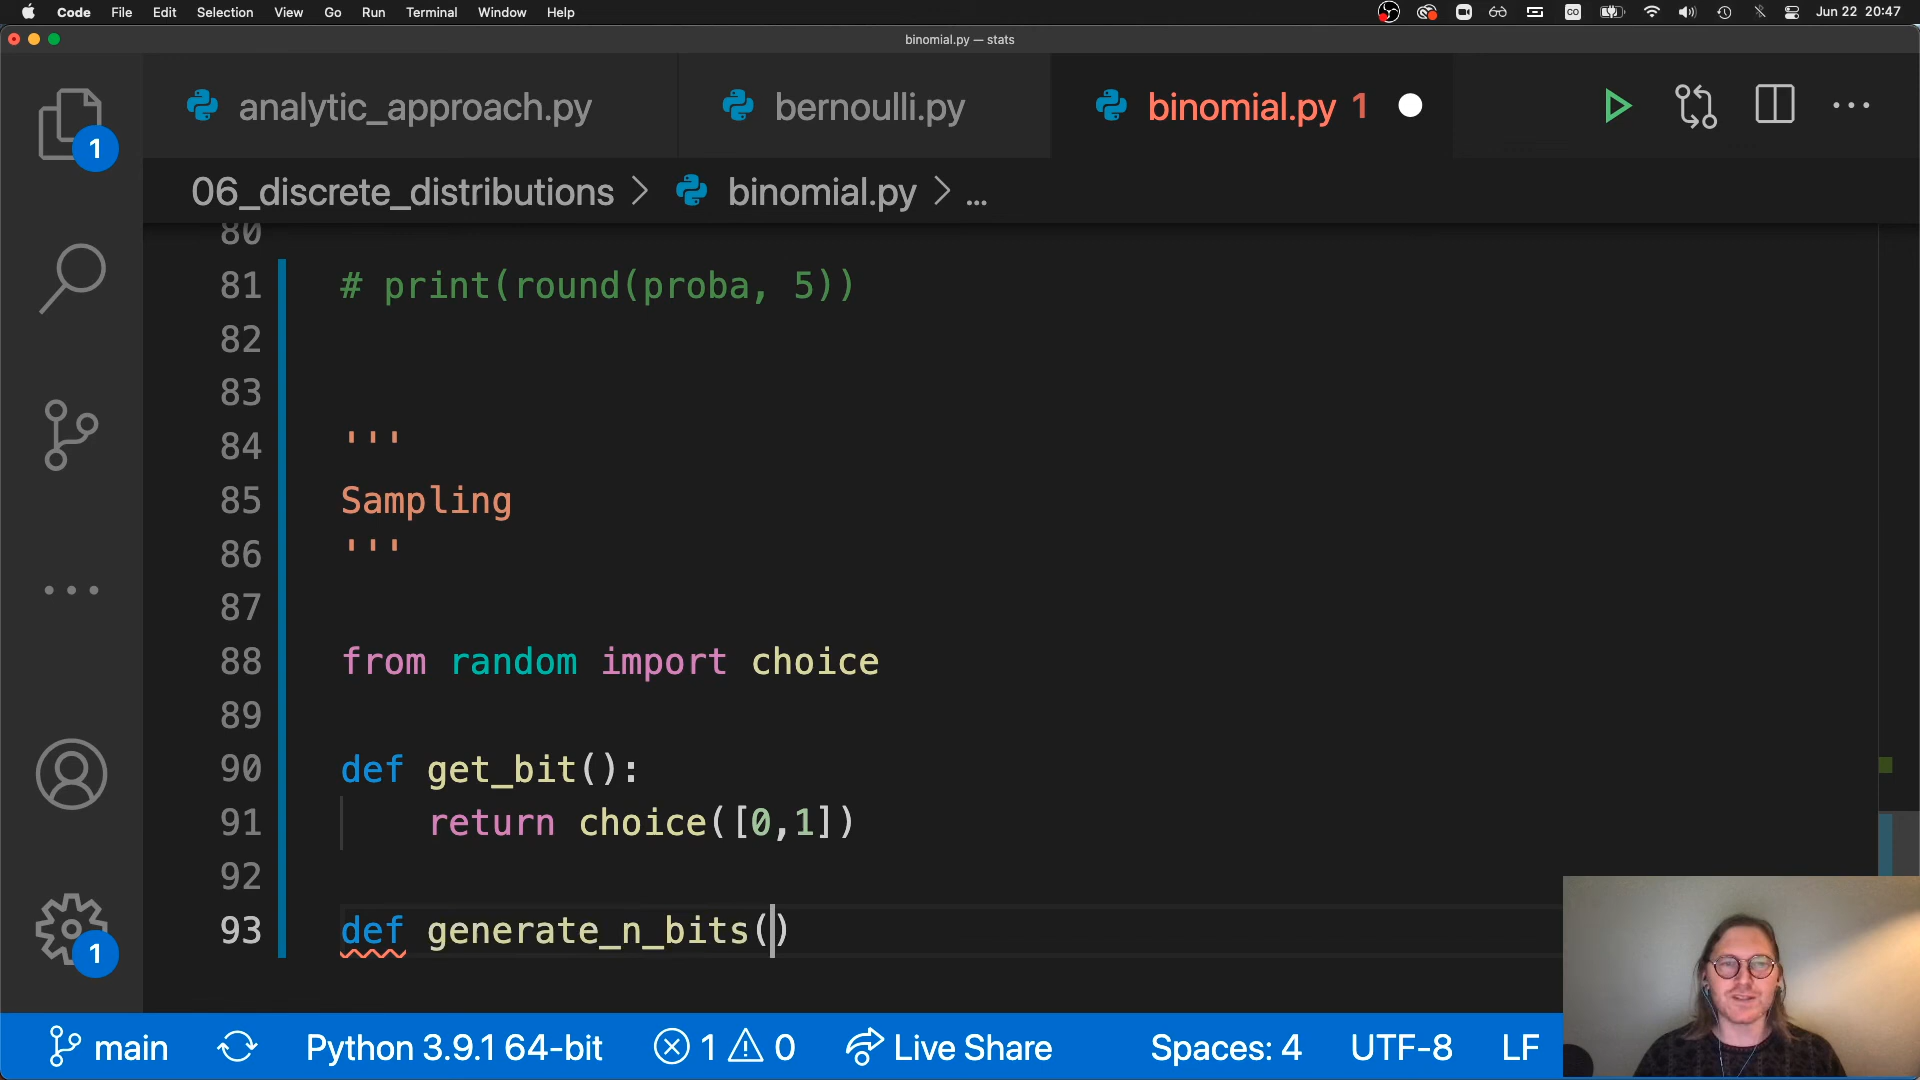 Code File Edit Selection View Go Run Terminal Window Help Jun 22 20:47
binomial.py — stats
analytic_approach.py bernoulli.py binomial.py 1
06_discrete_distributions > binomial.py > ...
80
81 # print(round(proba, 5))
82
83
84 '''
85 Sampling
86 '''
87
88 from random import choice
89
90 def get_bit():
91 return choice([0,1])
92
93 def generate_n_bits()
1
1
main Python 3.9.1 64-bit 1 0 Live Share Spaces: 4 UTF-8 LF